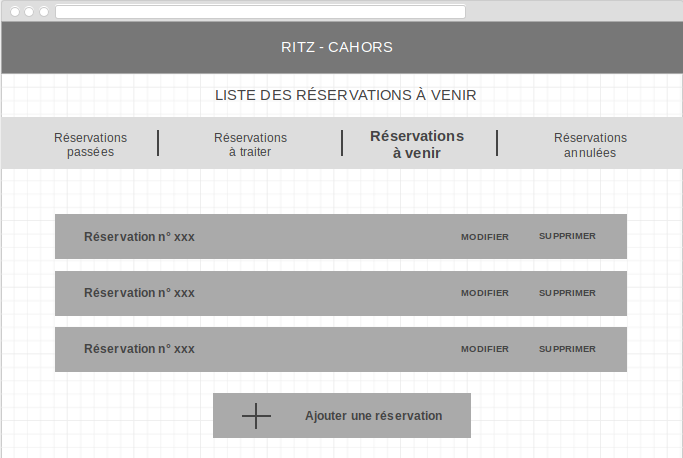 RITZ - CAHORS
LISTE DES RÉSERVATIONS À VENIR
Réservations
passées
Réservations
à traiter
Réservations
à venir
Réservations
annulées
Réservation n° xxx
MODIFIER
SUPPRIMER
Réservation n° xxx
MODIFIER
SUPPRIMER
Réservation n° xxx
MODIFIER
SUPPRIMER
Ajouter une réservation